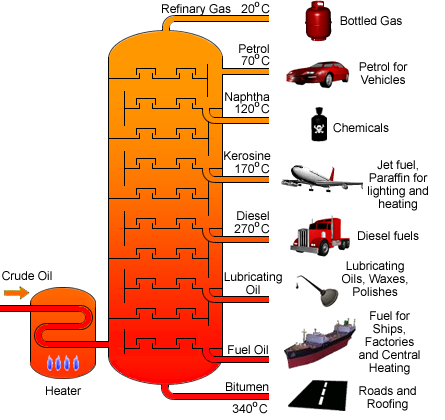 Refinary Gas 20°C
Bottled Gas
Petrol
70°C
Petrol for
Vehicles
Naphtha
120°C
Chemicals
Kerosine
170°C
Jet fuel,
Paraffin for
lighting and
heating
Diesel
270°C
Diesel fuels
Lubricating
Oil
Lubricating
Oils, Waxes,
Polishes
Fuel Oil
Fuel for
Ships,
Factories
and Central
Heating
Bitumen
340°C
Roads and
Roofing
Crude Oil
Heater